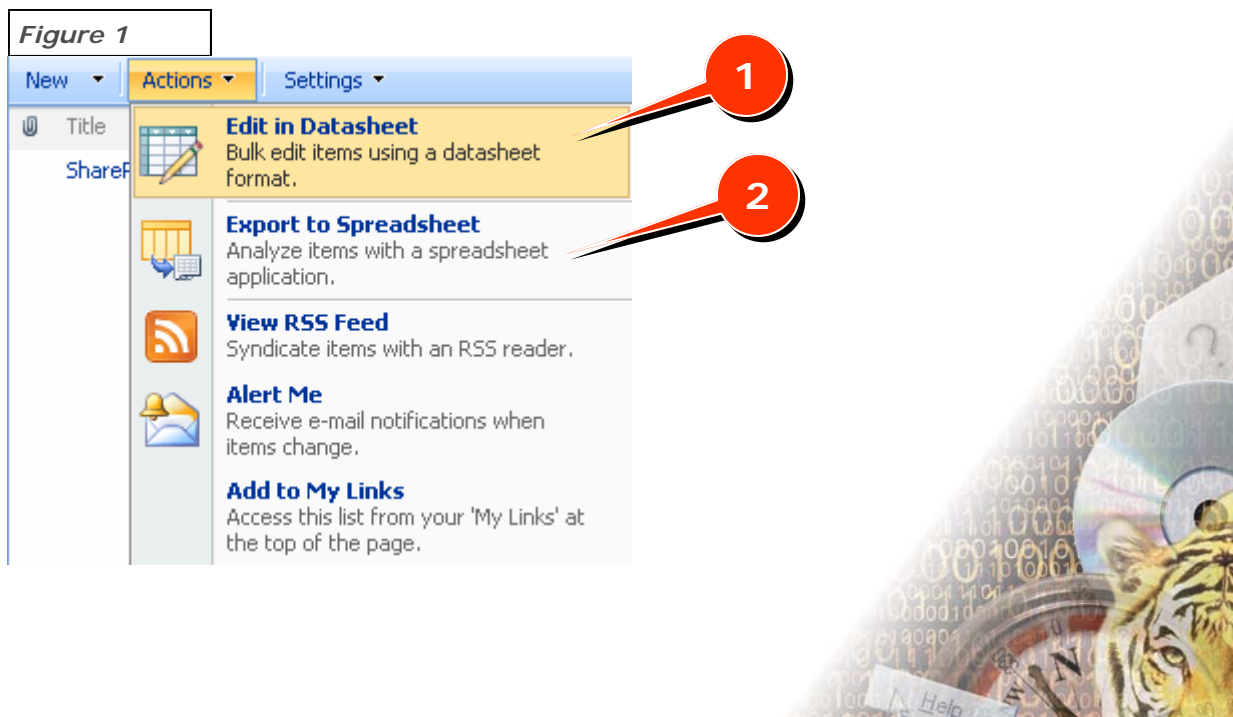 Figure 1
New Actions Settings
Title
ShareP
Edit in Datasheet
Bulk edit items using a datasheet
format.
Export to Spreadsheet
Analyze items with a spreadsheet
application.
View RSS Feed
Syndicate items with an RSS reader.
Alert Me
Receive e-mail notifications when
items change.
Add to My Links
Access this list from your 'My Links' at
the top of the page.
1
2
?
N
W
Help